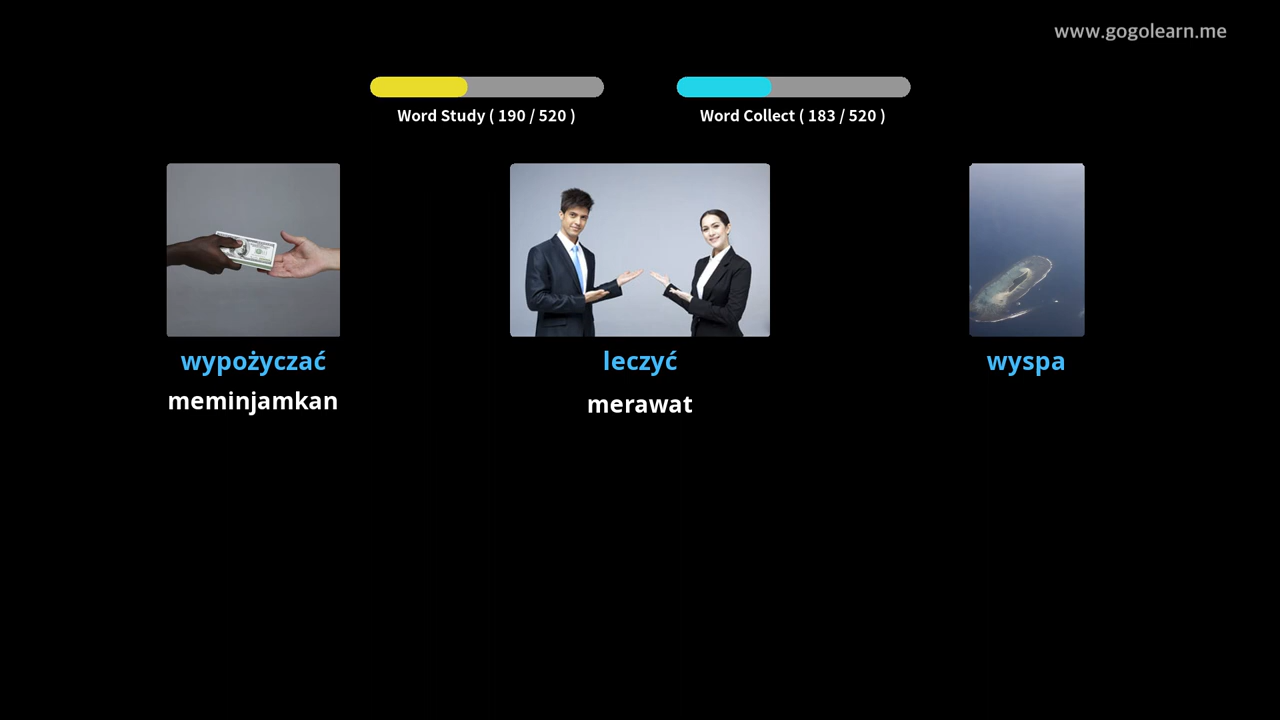 www.gogolearn.me
Word Study ( 190 / 520 )
Word Collect ( 183 / 520 )
wypożyczać
leczyć
wyspa
meminjamkan
merawat